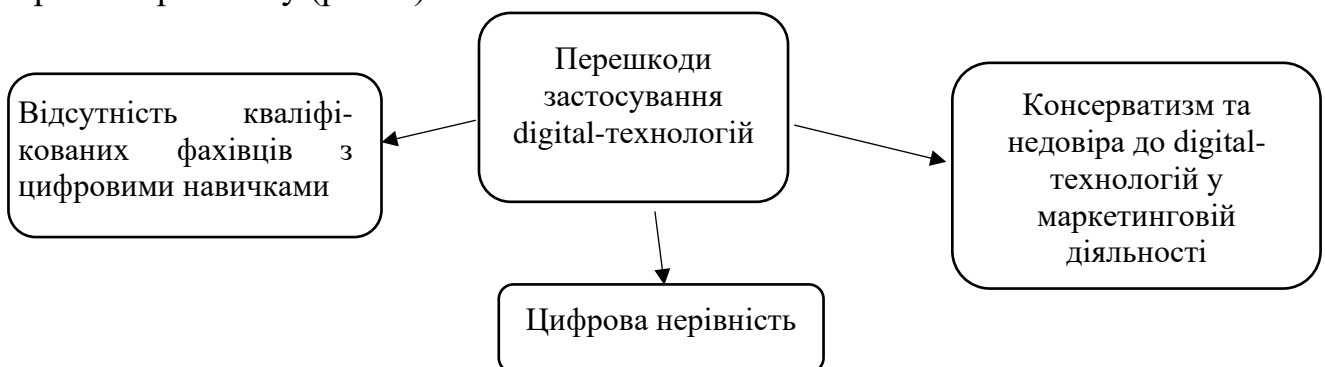 Перешкоди
застосування
digital-технологій
Відсутність кваліфі-
кованих фахівців з
цифровими навичками
Консерватизм та
недовіра до digital-
технологій у
маркетинговій
діяльності
Цифрова нерівність